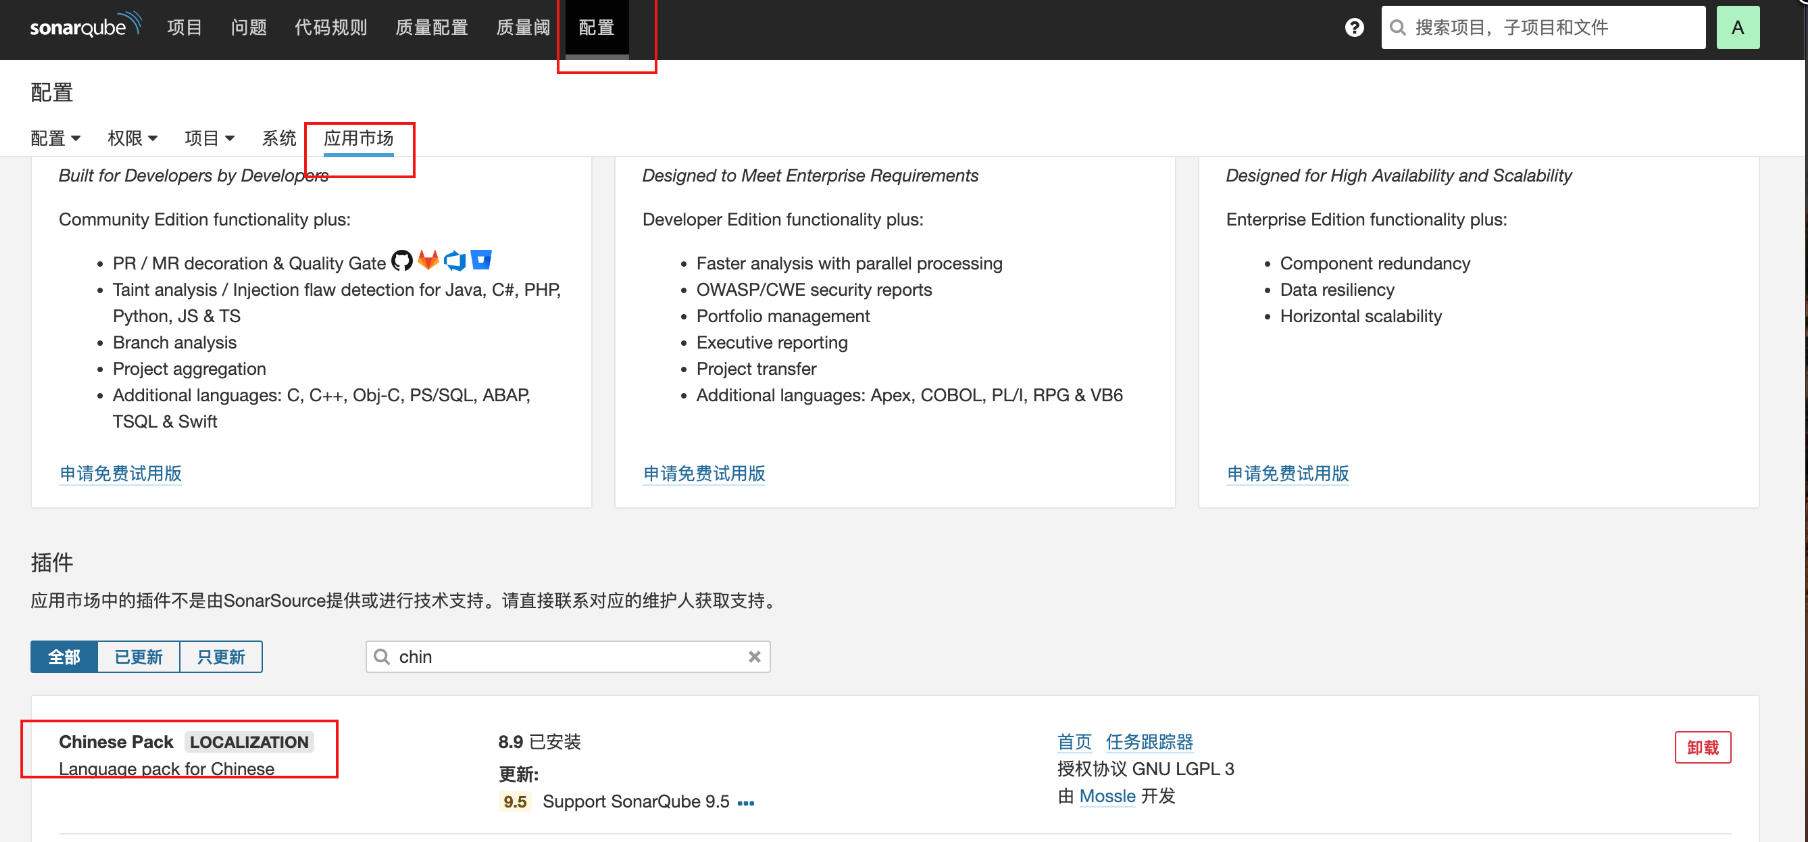 sonarqube 项目 问题 代码规则 质量配置 质量阈 配置 搜索项目，子项目和文件 A
配置
配置 权限 项目 系统 应用市场
Built for Developers by Developers
Community Edition functionality plus:
PR / MR decoration & Quality Gate
Taint analysis / Injection flaw detection for Java, C#, PHP,
Python, JS & TS
Branch analysis
Project aggregation
Additional languages: C, C++, Obj-C, PS/SQL, ABAP,
TSQL & Swift
申请免费试用版
Designed to Meet Enterprise Requirements
Developer Edition functionality plus:
Faster analysis with parallel processing
OWASP/CWE security reports
Portfolio management
Executive reporting
Project transfer
Additional languages: Apex, COBOL, PL/I, RPG & VB6
申请免费试用版
Designed for High Availability and Scalability
Enterprise Edition functionality plus:
Component redundancy
Data resiliency
Horizontal scalability
申请免费试用版
插件
应用市场中的插件不是由SonarSource提供或进行技术支持。请直接联系对应的维护人获取支持。
全部 已更新 只更新 chin
Chinese Pack LOCALIZATION
Language pack for Chinese
8.9 已安装
更新:
9.5 Support SonarQube 9.5
首页 任务跟踪器
授权协议 GNU LGPL 3
由 Mossle 开发
卸载